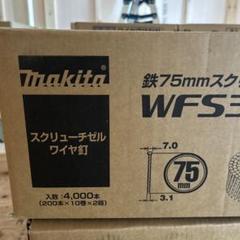 makita
鉄75mmスク
WFS3
スクリューチゼル
ワイヤ釘
7.0
75
mm
3.1
入数:4,000本
(200本×10巻×2箱)